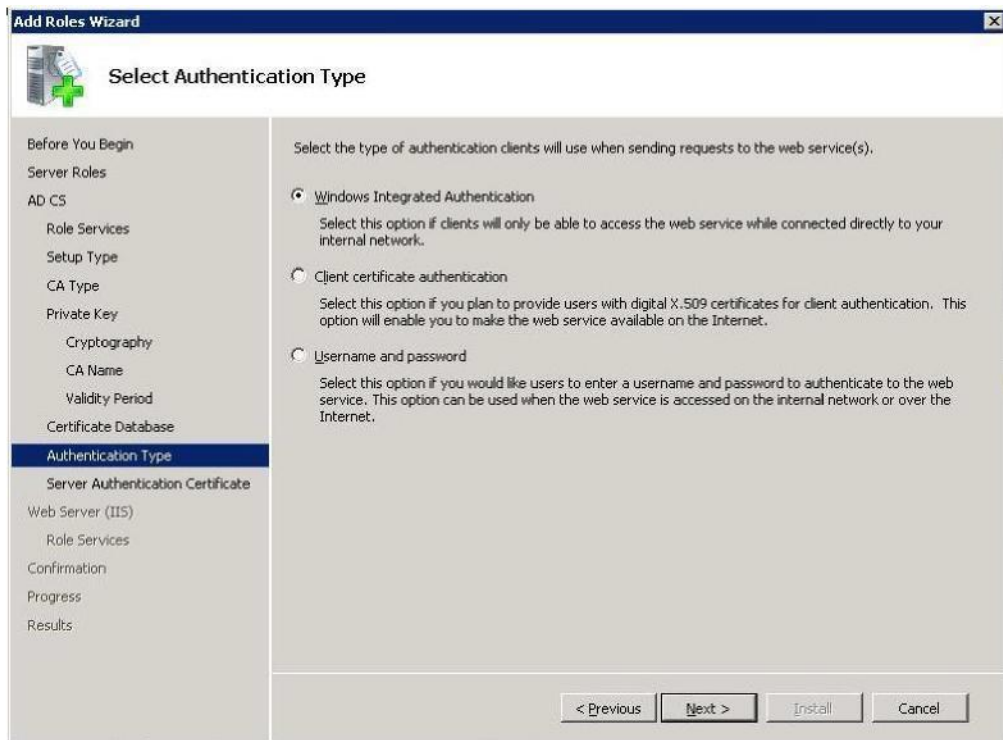 Add Roles Wizard
Select Authentication Type
Before You Begin
Server Roles
AD CS
Role Services
Setup Type
CA Type
Private Key
Cryptography
CA Name
Validity Period
Certificate Database
Authentication Type
Server Authentication Certificate
Web Server (IIS)
Role Services
Confirmation
Progress
Results
Select the type of authentication clients will use when sending requests to the web service(s).
Windows Integrated Authentication
Select this option if clients will only be able to access the web service while connected directly to your
internal network.
Client certificate authentication
Select this option if you plan to provide users with digital X.509 certificates for client authentication. This
option will enable you to make the web service available on the Internet.
Username and password
Select this option if you would like users to enter a username and password to authenticate to the web
service. This option can be used when the web service is accessed on the internal network or over the
Internet.
< Previous
Next >
Install
Cancel